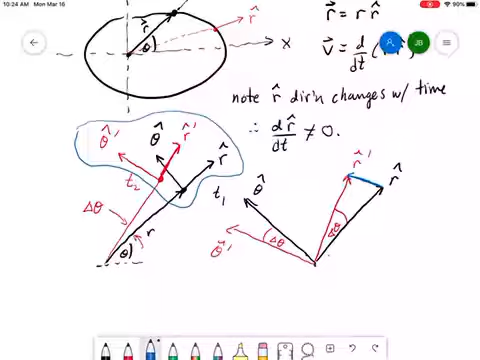 10:24 AM Mon Mar 16
90%
JB
r⃗ = r r̂
r⃗
r̂
θ
x
v⃗ = d/dt (r r̂
note r̂ dir'n changes w/ time
∴ dr̂/dt ≠ 0.
θ̂'
θ̂
r̂'
r̂
t₂
t₁
Δθ
r
θ
θ̂
r̂'
r̂
Δθ
Δθ
θ̂'